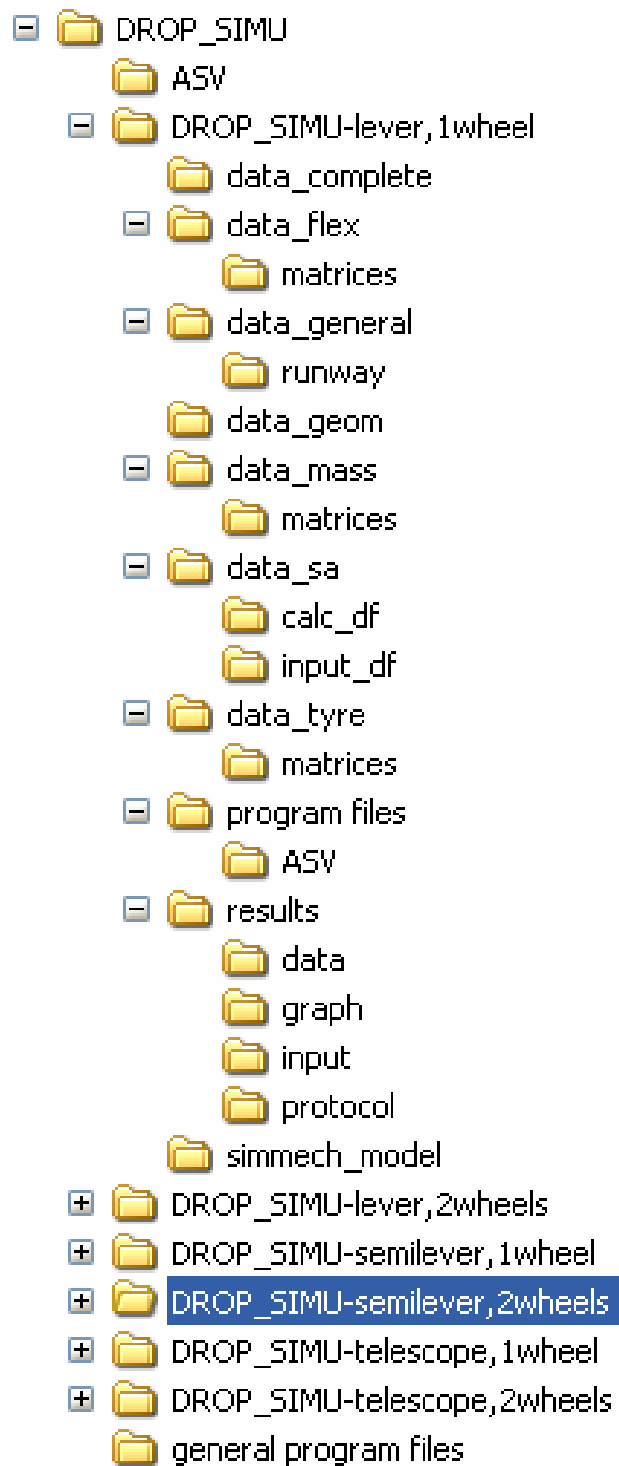 DROP_SIMU
ASV
DROP_SIMU-lever,1wheel
data_complete
data_flex
matrices
data_general
runway
data_geom
data_mass
matrices
data_sa
calc_df
input_df
data_tyre
matrices
program files
ASV
results
data
graph
input
protocol
simmech_model
DROP_SIMU-lever,2wheels
DROP_SIMU-semilever,1wheel
DROP_SIMU-semilever,2wheels
DROP_SIMU-telescope,1wheel
DROP_SIMU-telescope,2wheels
general program files